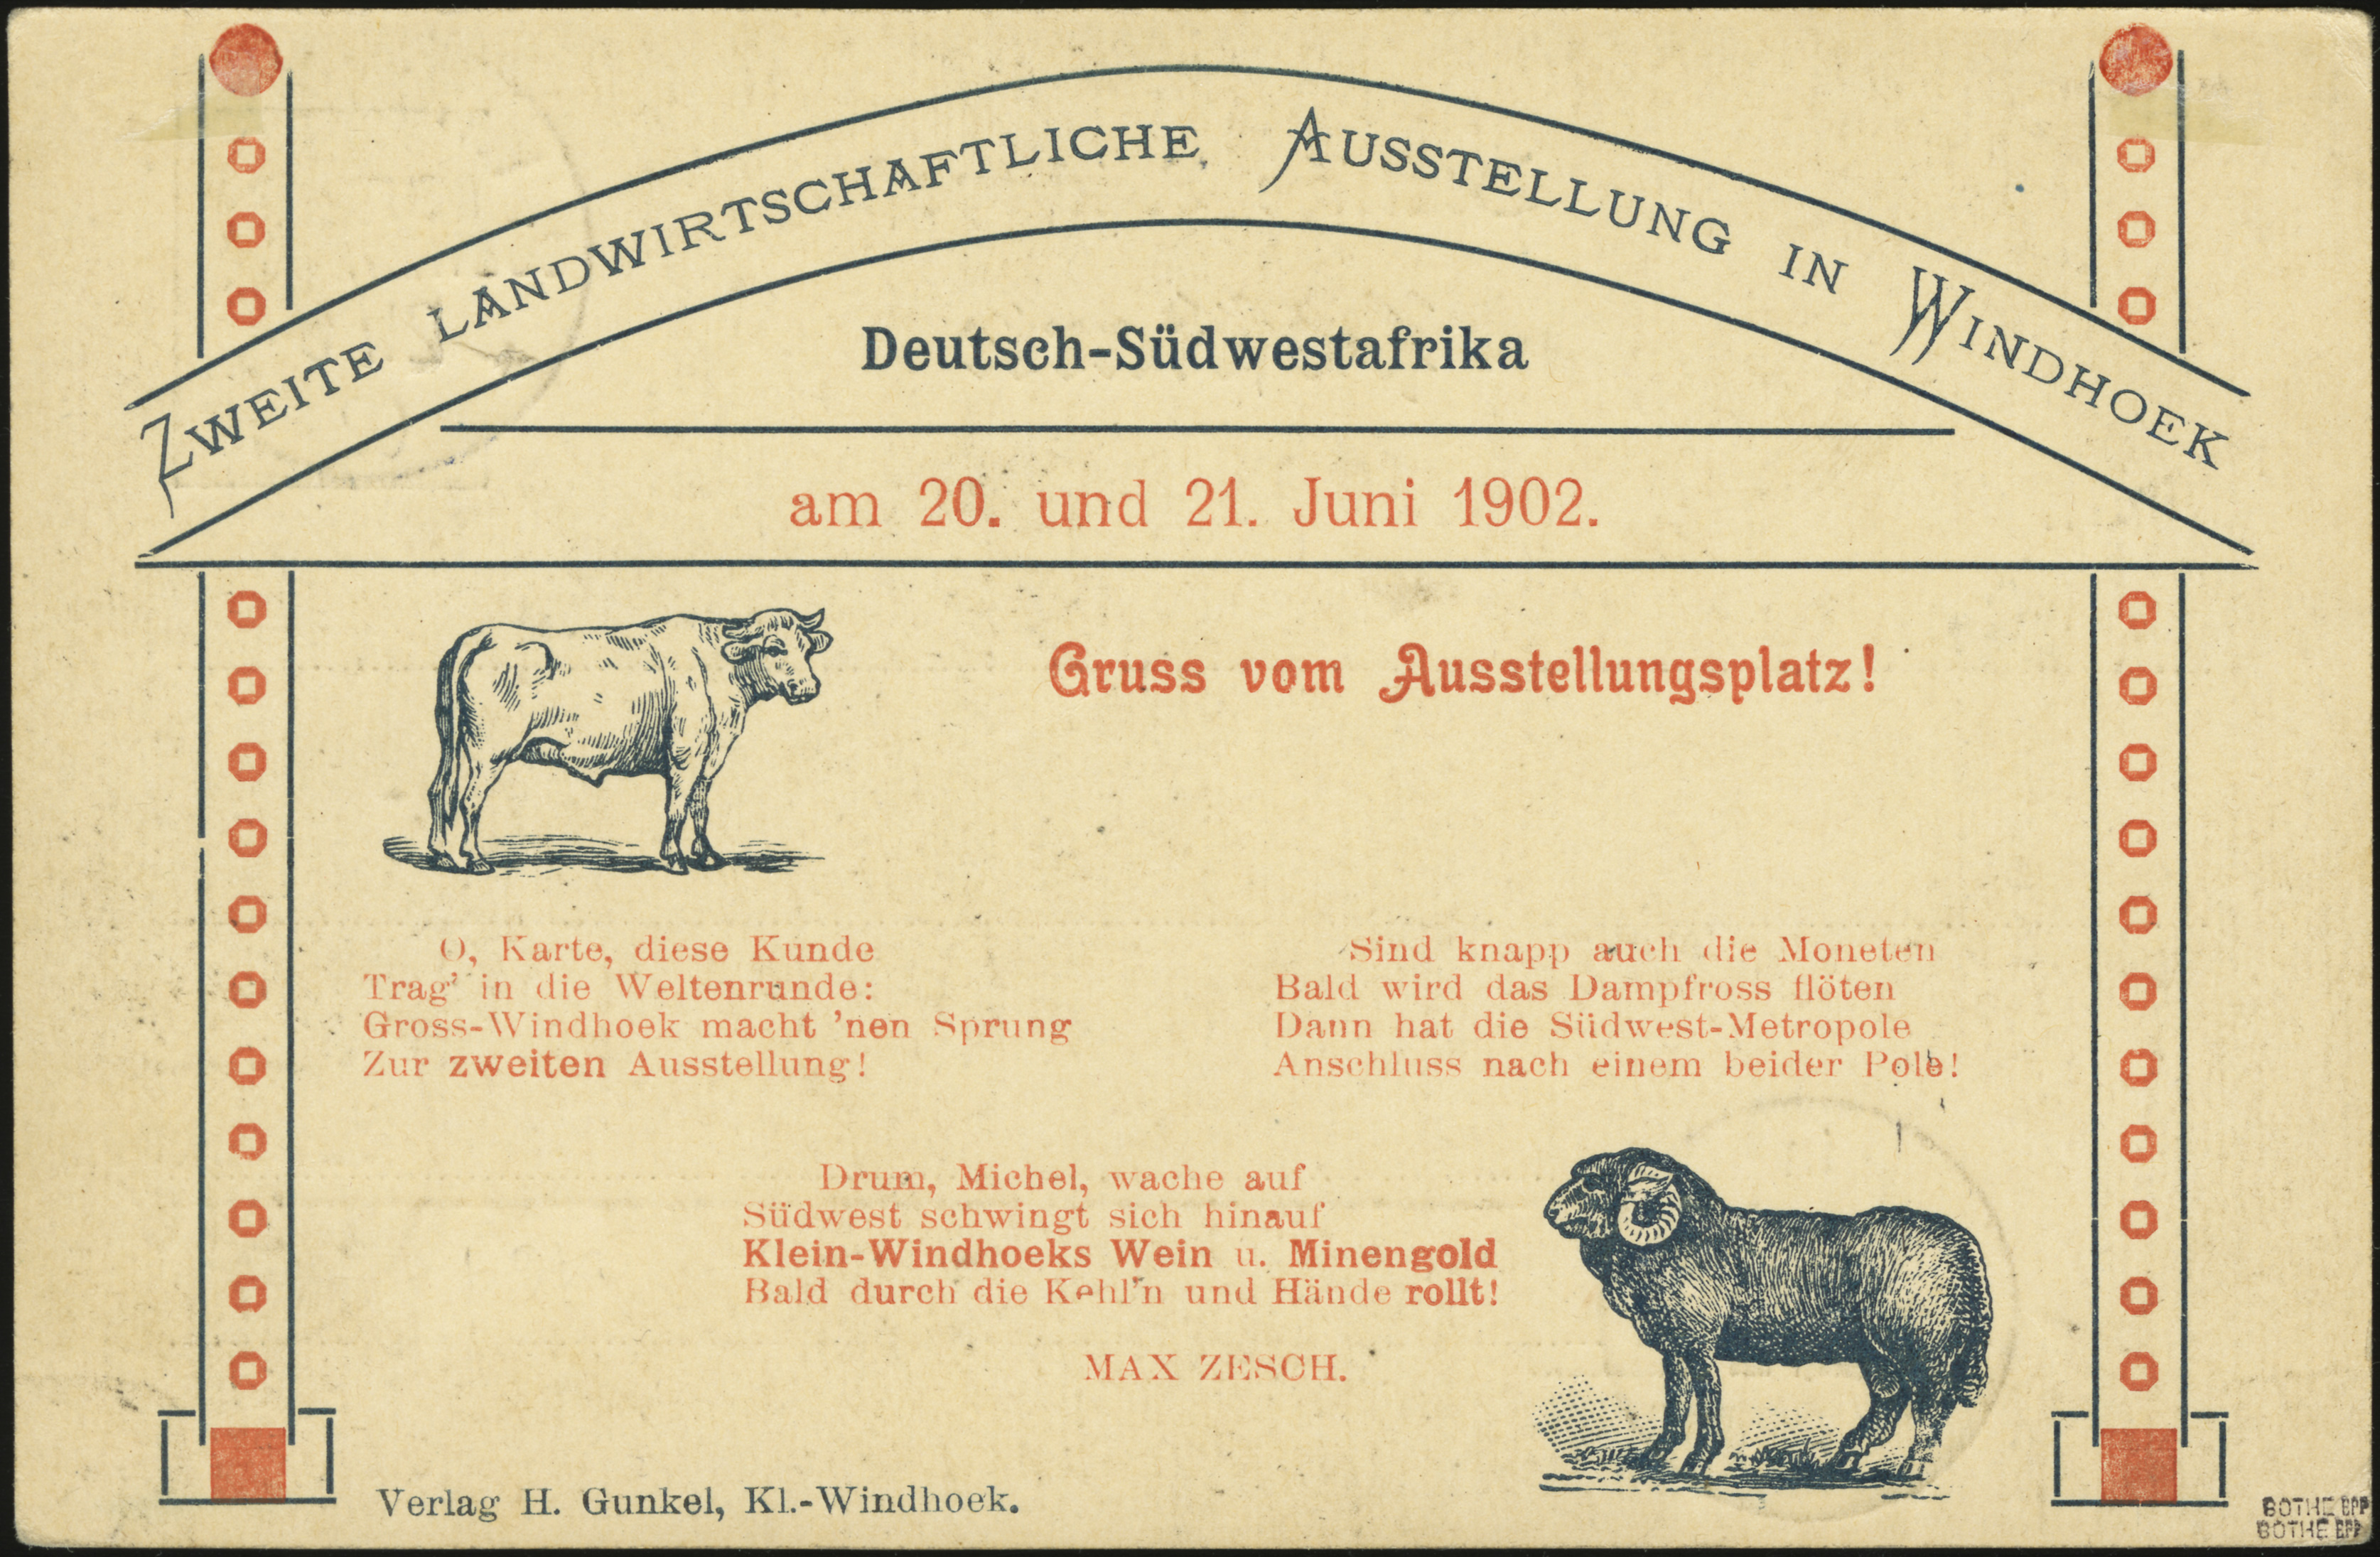 ZWEITE LANDWIRTSCHAFTLICHE AUSSTELLUNG IN WINDHOEK
Deutsch-Südwestafrika
am 20. und 21. Juni 1902.
Gruss vom Ausstellungsplatz!
O, Karte, diese Kunde
Trag' in die Weltenrunde:
Gross-Windhoek macht 'nen Sprung
Zur zweiten Ausstellung!
Sind knapp auch die Moneten
Bald wird das Dampfross flöten
Dann hat die Südwest-Metropole
Anschluss nach einem beider Pole!
Drum, Michel, wache auf
Südwest schwingt sich hinauf
Klein-Windhoeks Wein u. Minengold
Bald durch die Kehl'n und Hände rollt!
MAX ZESCH.
Verlag H. Gunkel, Kl.-Windhoek.
BOTHE BPP
BOTHE BPP